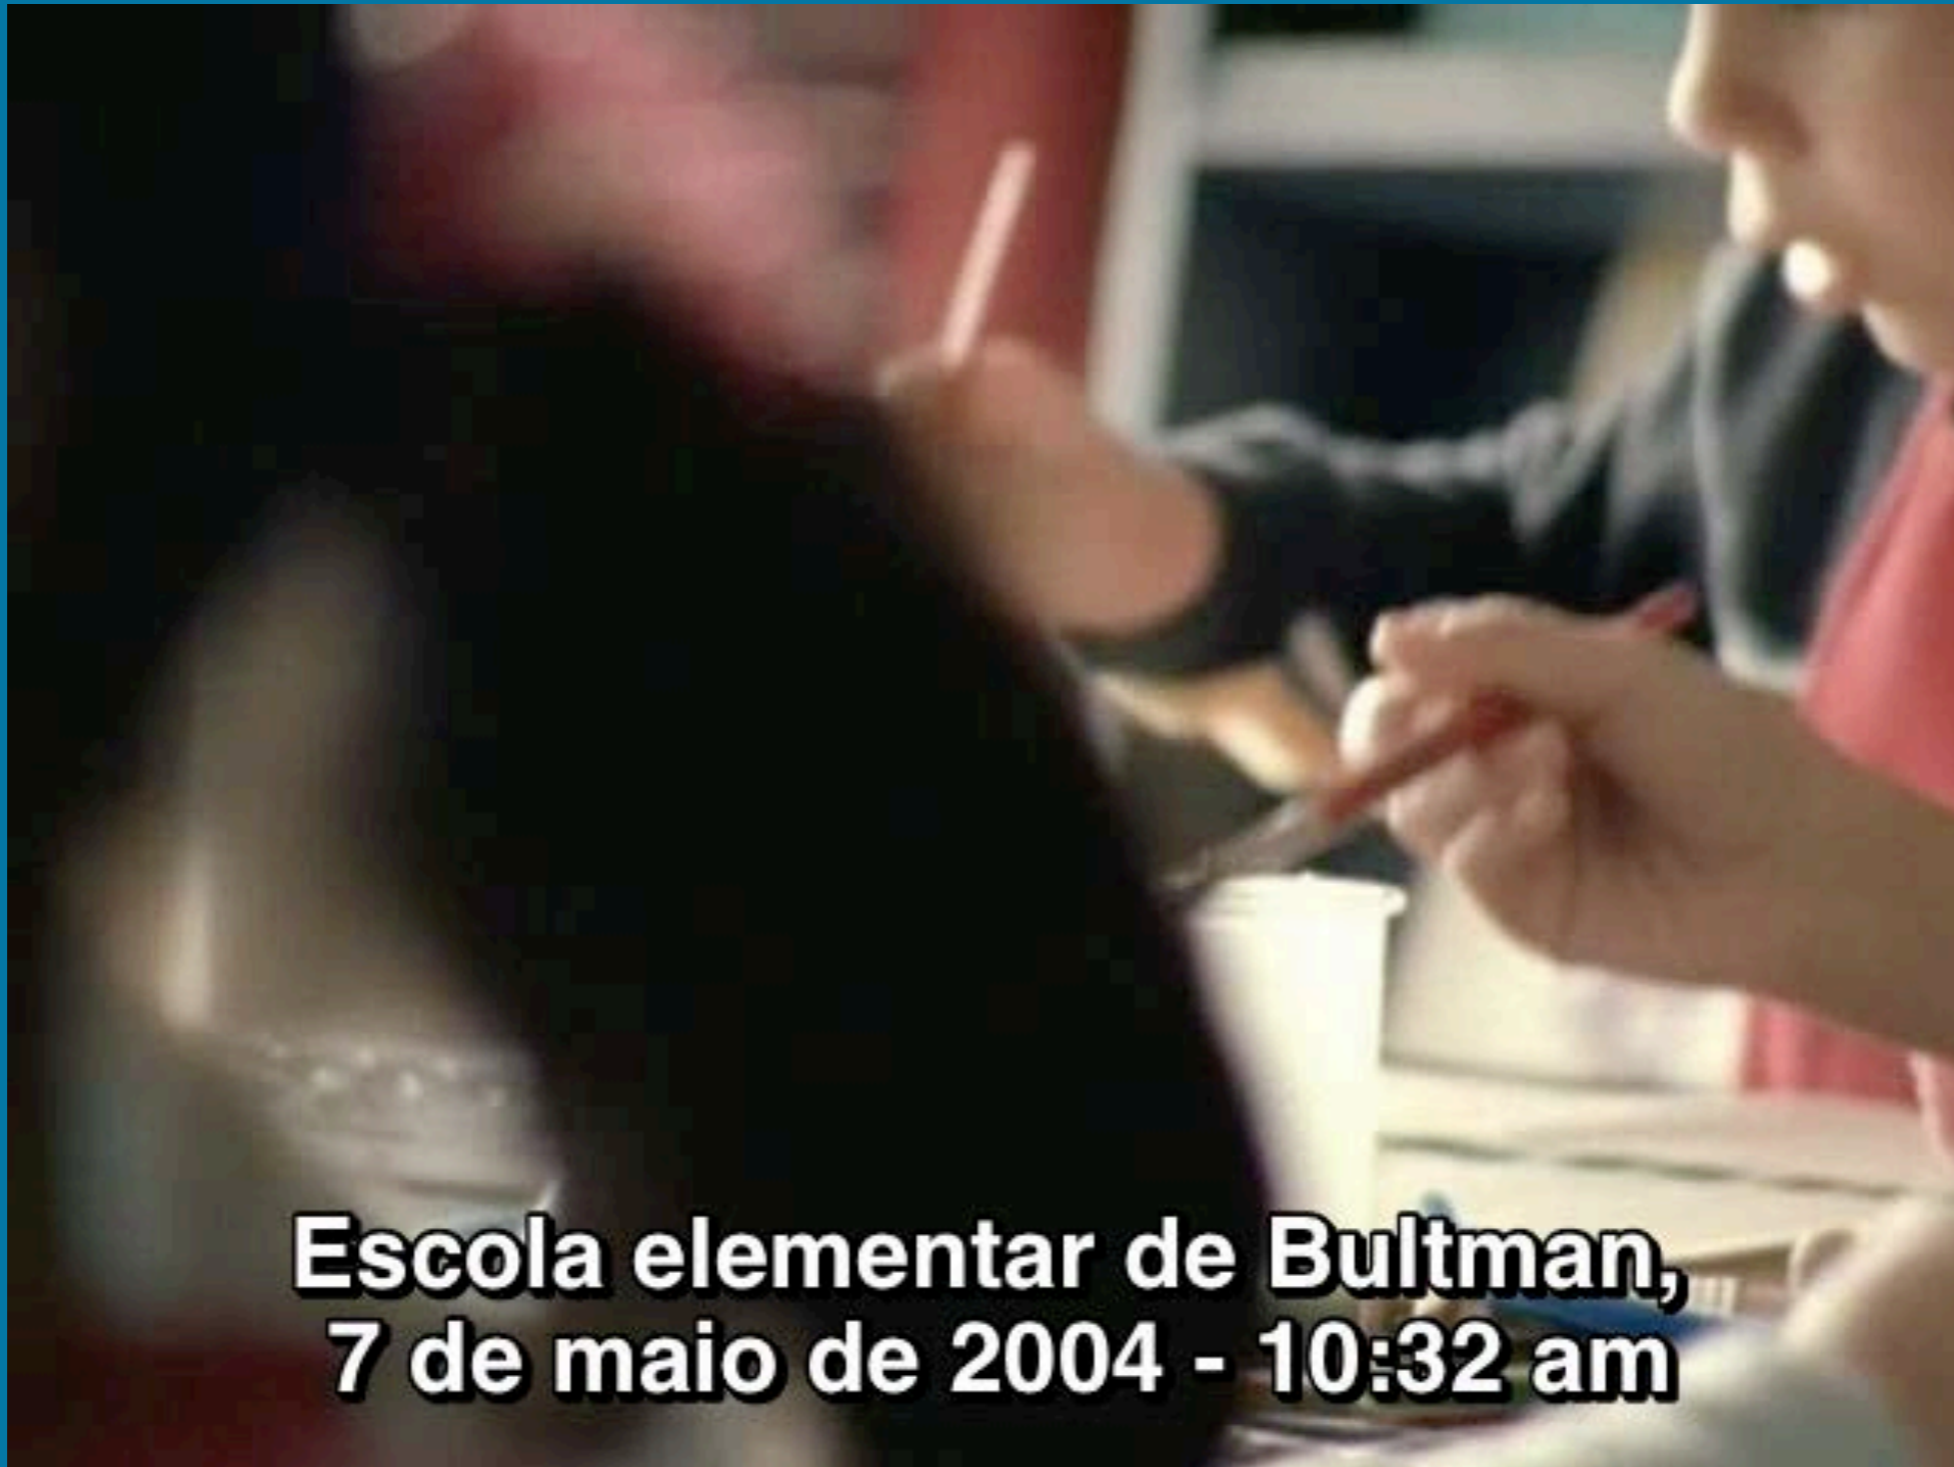 Escola elementar de Bultman,
7 de maio de 2004 - 10:32 am